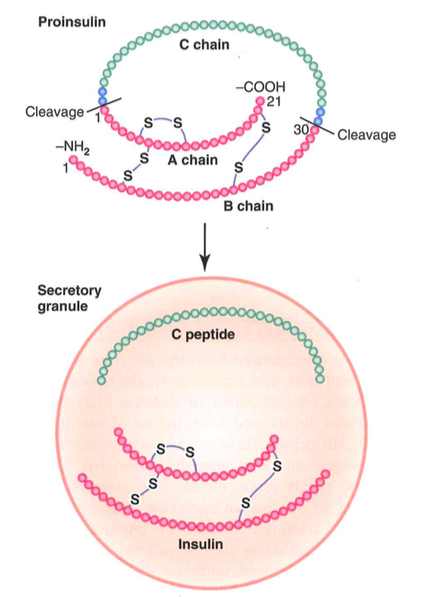 Proinsulin
C chain
–COOH
21
Cleavage
1
S S
S
30
Cleavage
–NH2
1
A chain
S
S
S
B chain
Secretory
granule
C peptide
S S
S
S
S
S
Insulin